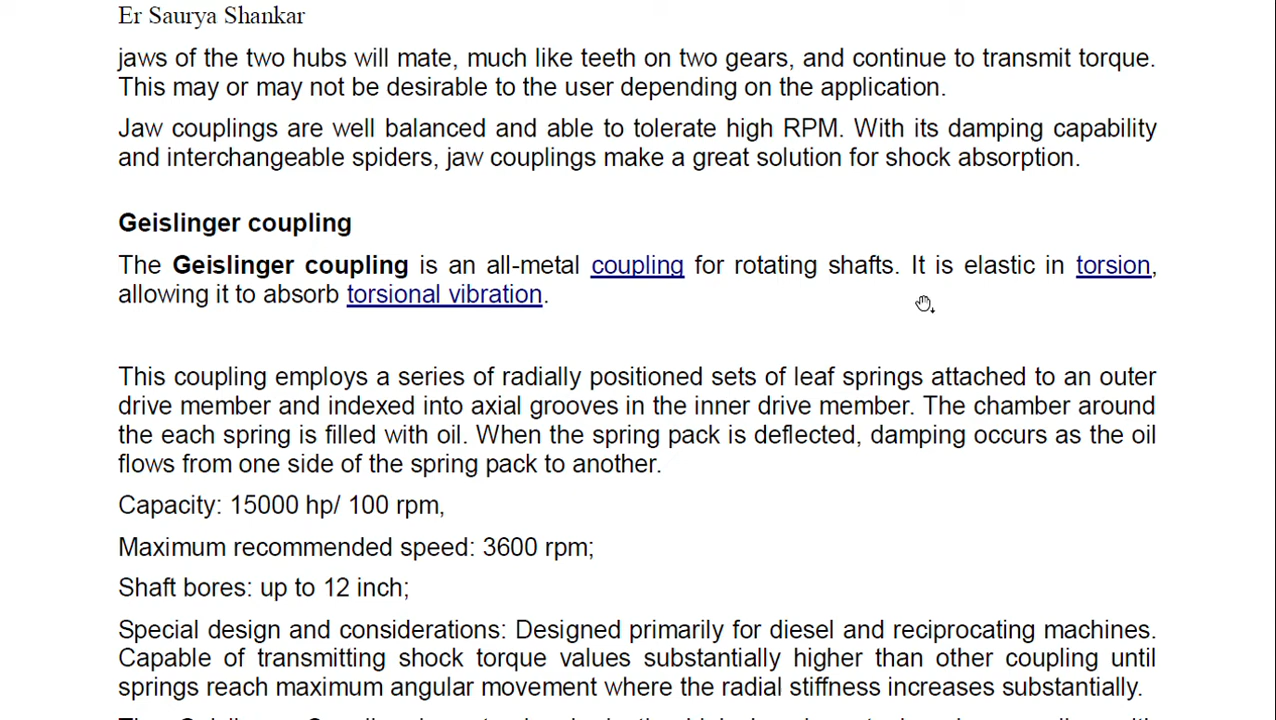 Er Saurya Shankar
jaws of the two hubs will mate, much like teeth on two gears, and continue to transmit torque.
This may or may not be desirable to the user depending on the application.
Jaw couplings are well balanced and able to tolerate high RPM. With its damping capability
and interchangeable spiders, jaw couplings make a great solution for shock absorption.
Geislinger coupling
The Geislinger coupling is an all-metal coupling for rotating shafts. It is elastic in torsion,
allowing it to absorb torsional vibration.
This coupling employs a series of radially positioned sets of leaf springs attached to an outer
drive member and indexed into axial grooves in the inner drive member. The chamber around
the each spring is filled with oil. When the spring pack is deflected, damping occurs as the oil
flows from one side of the spring pack to another.
Capacity: 15000 hp/ 100 rpm,
Maximum recommended speed: 3600 rpm;
Shaft bores: up to 12 inch;
Special design and considerations: Designed primarily for diesel and reciprocating machines.
Capable of transmitting shock torque values substantially higher than other coupling until
springs reach maximum angular movement where the radial stiffness increases substantially.